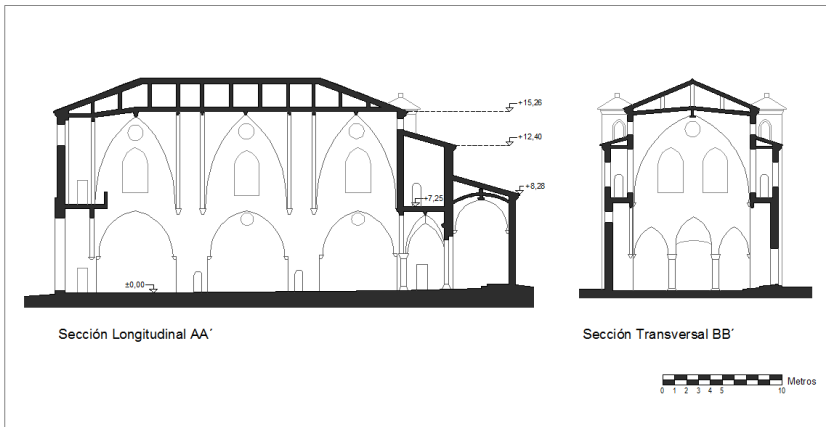 +15,26
+12,40
+8,28
+7,25
±0,00
Sección Longitudinal AA´
Sección Transversal BB´
Metros
0 1 2 3 4 5 10